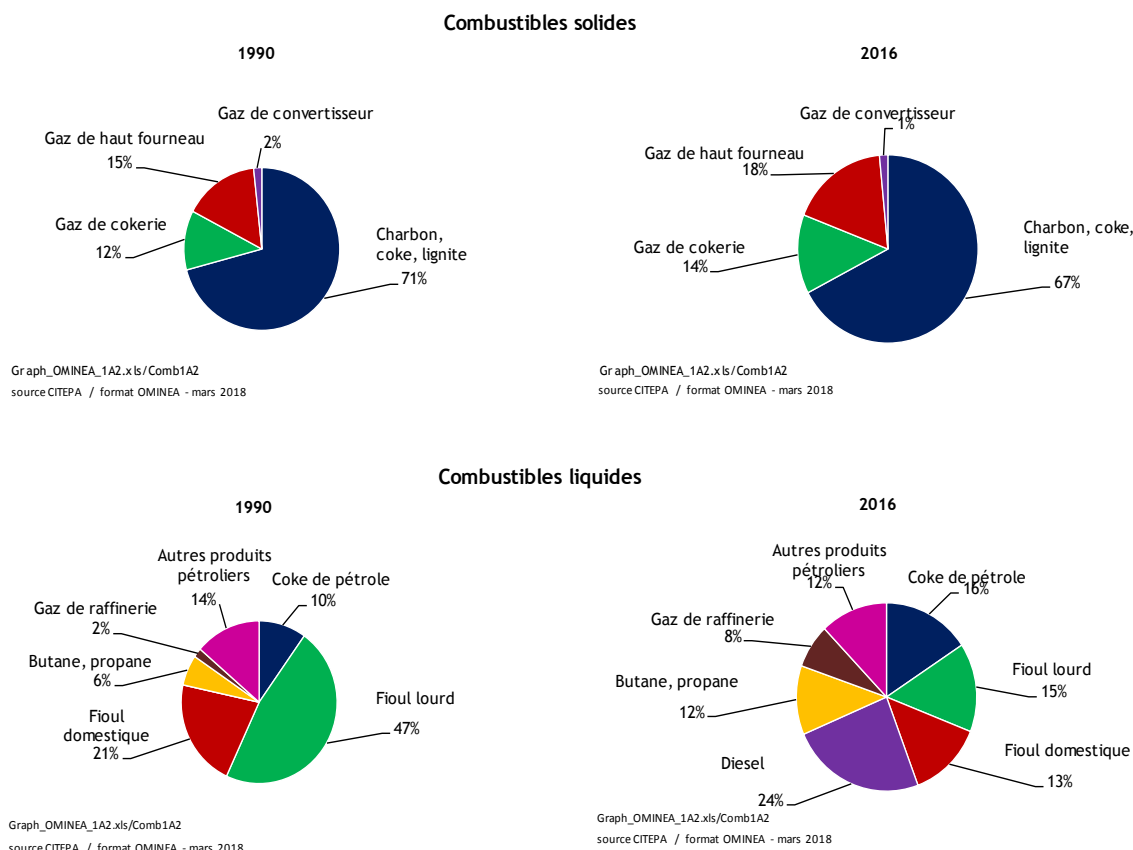 Combustibles solides
1990
Gaz de convertisseur
2%
Gaz de haut fourneau
15%
Gaz de cokerie
12%
Charbon,
coke, lignite
71%
Graph_OMINEA_1A2.xls/Comb1A2
source CITEPA / format OMINEA - mars 2018
2016
Gaz de convertisseur
1%
Gaz de haut fourneau
18%
Gaz de cokerie
14%
Charbon, coke,
lignite
67%
Graph_OMINEA_1A2.xls/Comb1A2
source CITEPA / format OMINEA - mars 2018
Combustibles liquides
1990
Autres produits
pétroliers
14%
Coke de pétrole
10%
Gaz de raffinerie
2%
Butane, propane
6%
Fioul
domestique
21%
Fioul lourd
47%
Graph_OMINEA_1A2.xls/Comb1A2
source CITEPA / format OMINEA - mars 2018
2016
Autres produits
pétroliers
12%
Coke de pétrole
16%
Gaz de raffinerie
8%
Butane, propane
12%
Diesel
24%
Fioul lourd
15%
Fioul domestique
13%
Graph_OMINEA_1A2.xls/Comb1A2
source CITEPA / format OMINEA - mars 2018